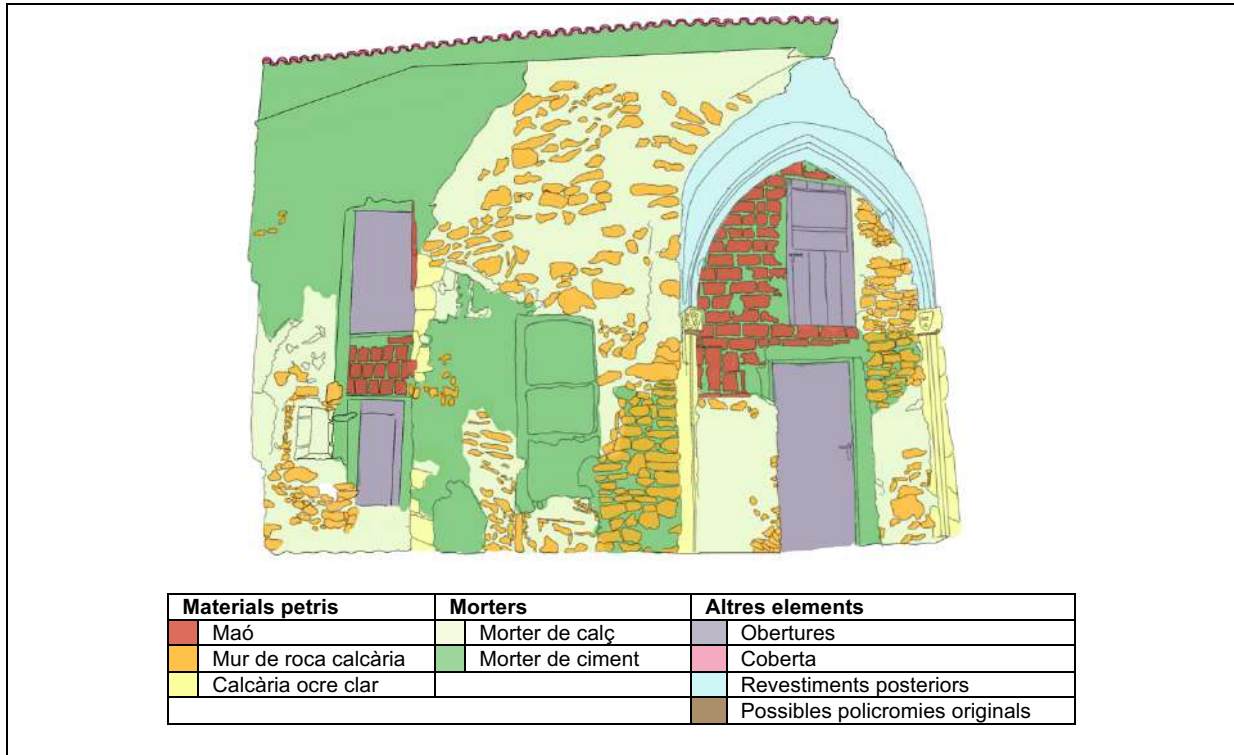 Materials petris Morters Altres elements
Maó Morter de calç Obertures
Mur de roca calcària Morter de ciment Coberta
Calcària ocre clar Revestiments posteriors
Possibles policromies originals